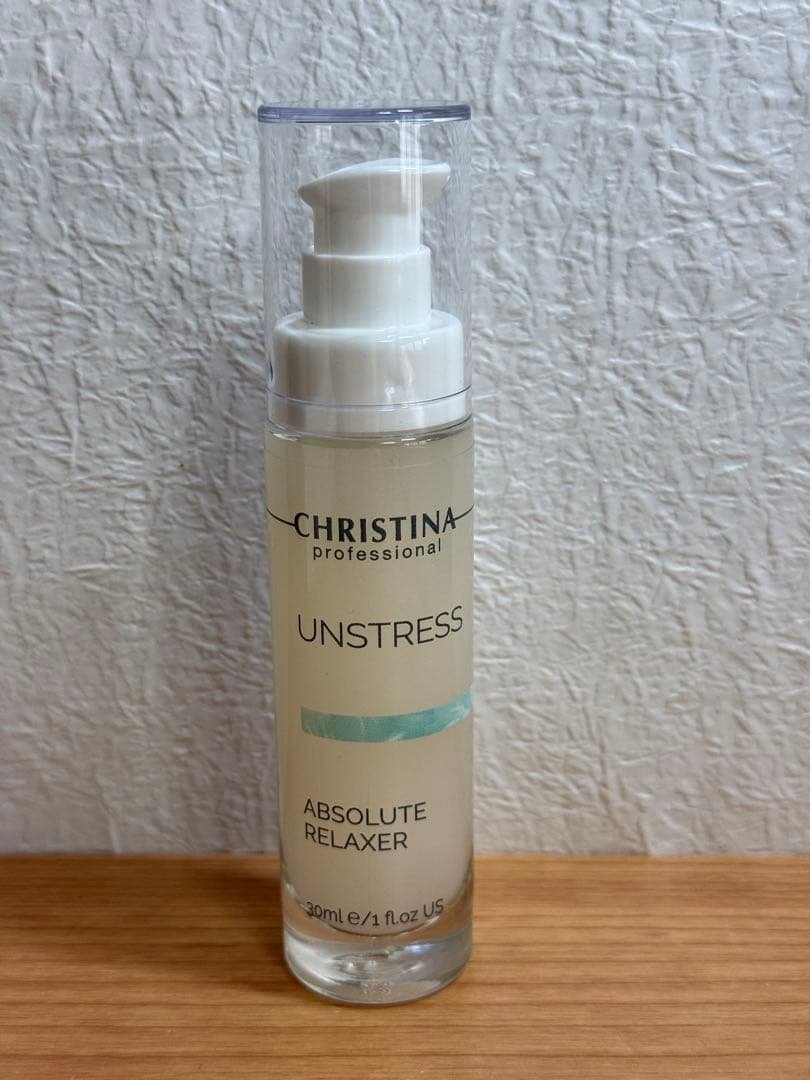 CHRISTINA
professional
UNSTRESS
ABSOLUTE
RELAXER
30ml e/1 fl.oz US